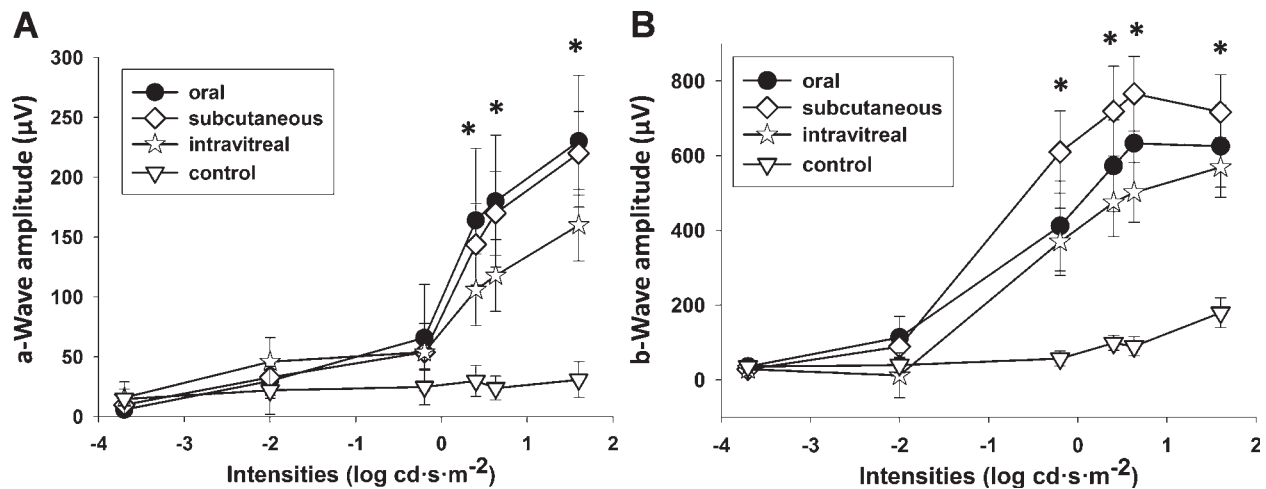 A
300
250
200
150
100
50
0
a-Wave amplitude (µV)
oral
subcutaneous
intravitreal
control
*
*
*
-4
-2
-1
0
1
2
Intensities (log cd·s·m-2)
B
800
600
400
200
0
b-Wave amplitude (µV)
oral
subcutaneous
intravitreal
control
*
*
*
*
-4
-2
-1
0
1
2
Intensities (log cd·s·m-2)